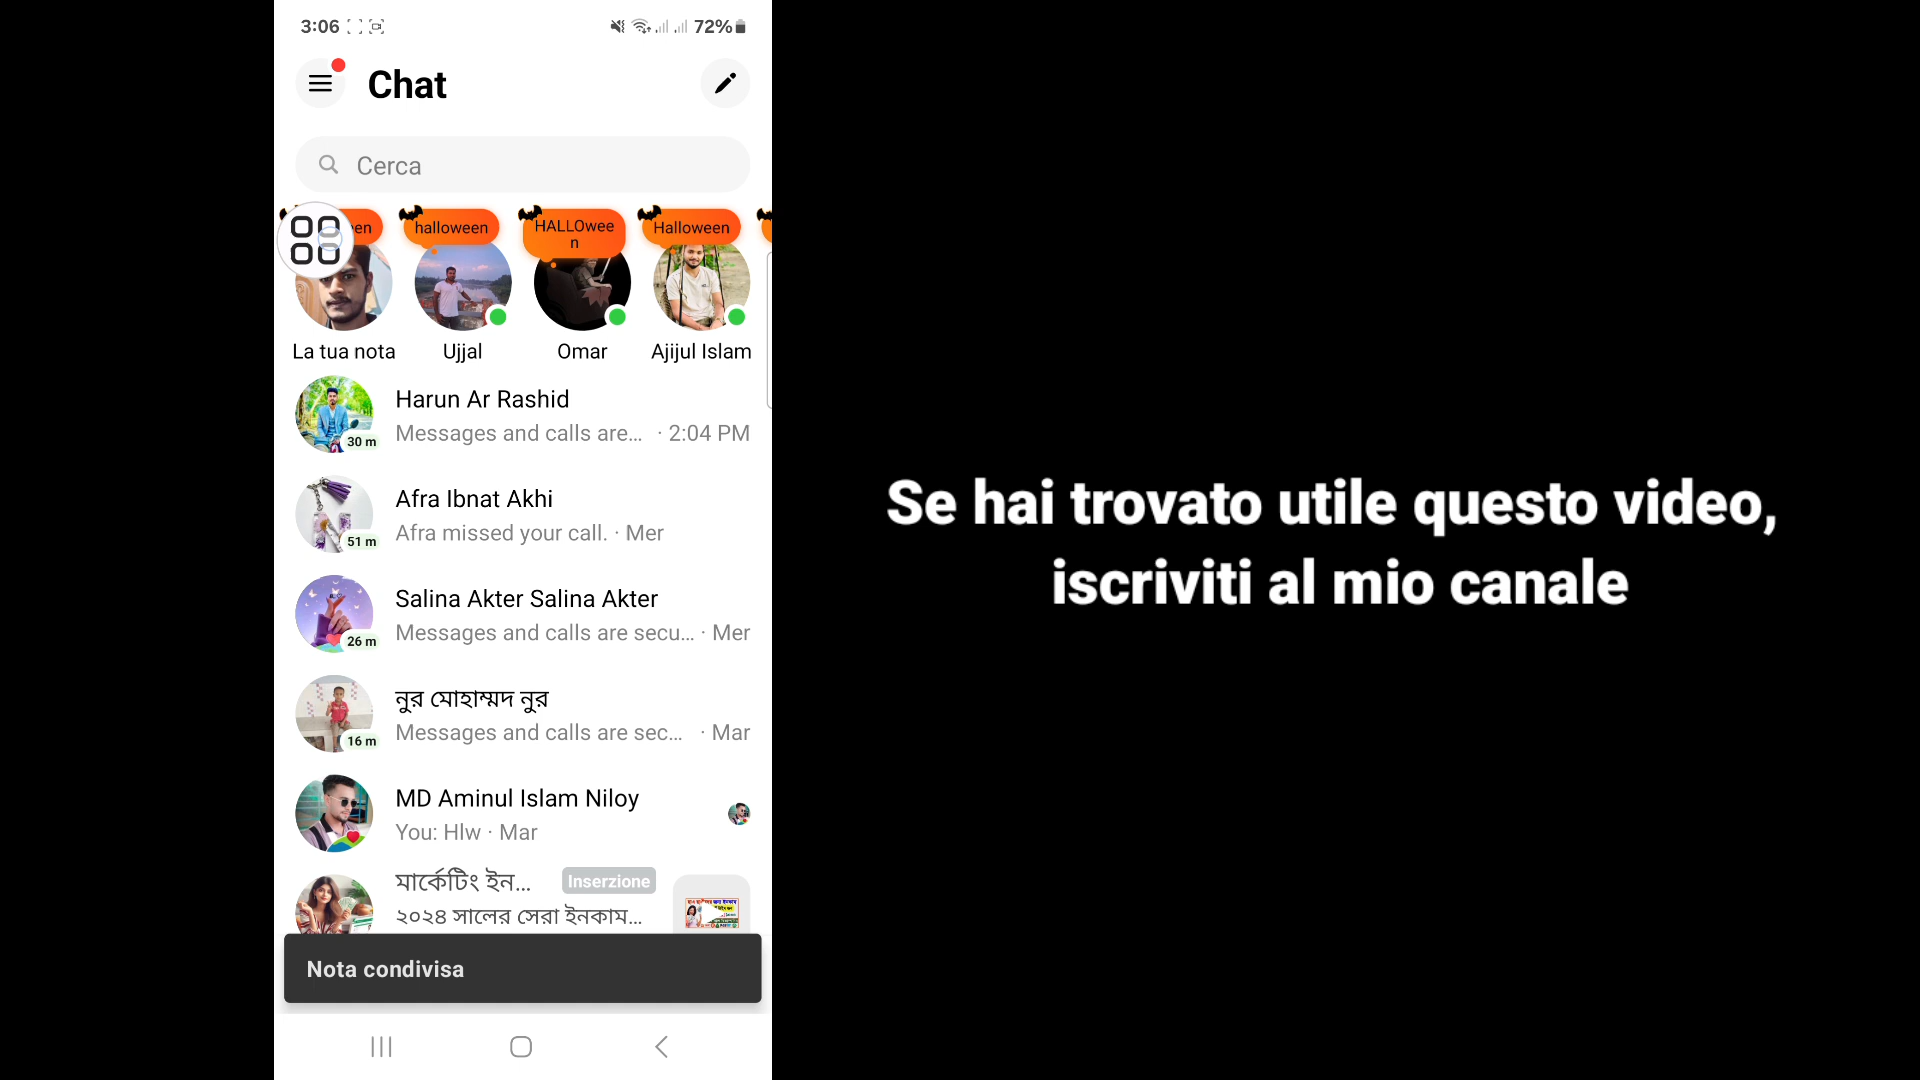 3:06
72%
Chat
Cerca
en
halloween
HALLOwee
n
Halloween
La tua nota
Ujjal
Omar
Ajijul Islam
Harun Ar Rashid
Messages and calls are... · 2:04 PM
30 m
Afra Ibnat Akhi
Afra missed your call. · Mer
51 m
Salina Akter Salina Akter
Messages and calls are secu... · Mer
26 m
নুর মোহাম্মদ নুর
Messages and calls are sec... · Mar
16 m
MD Aminul Islam Niloy
You: Hlw · Mar
মার্কেটিং ইন...
Inserzione
২০২৪ সালের সেরা ইনকাম...
Nota condivisa
Se hai trovato utile questo video,
iscriviti al mio canale